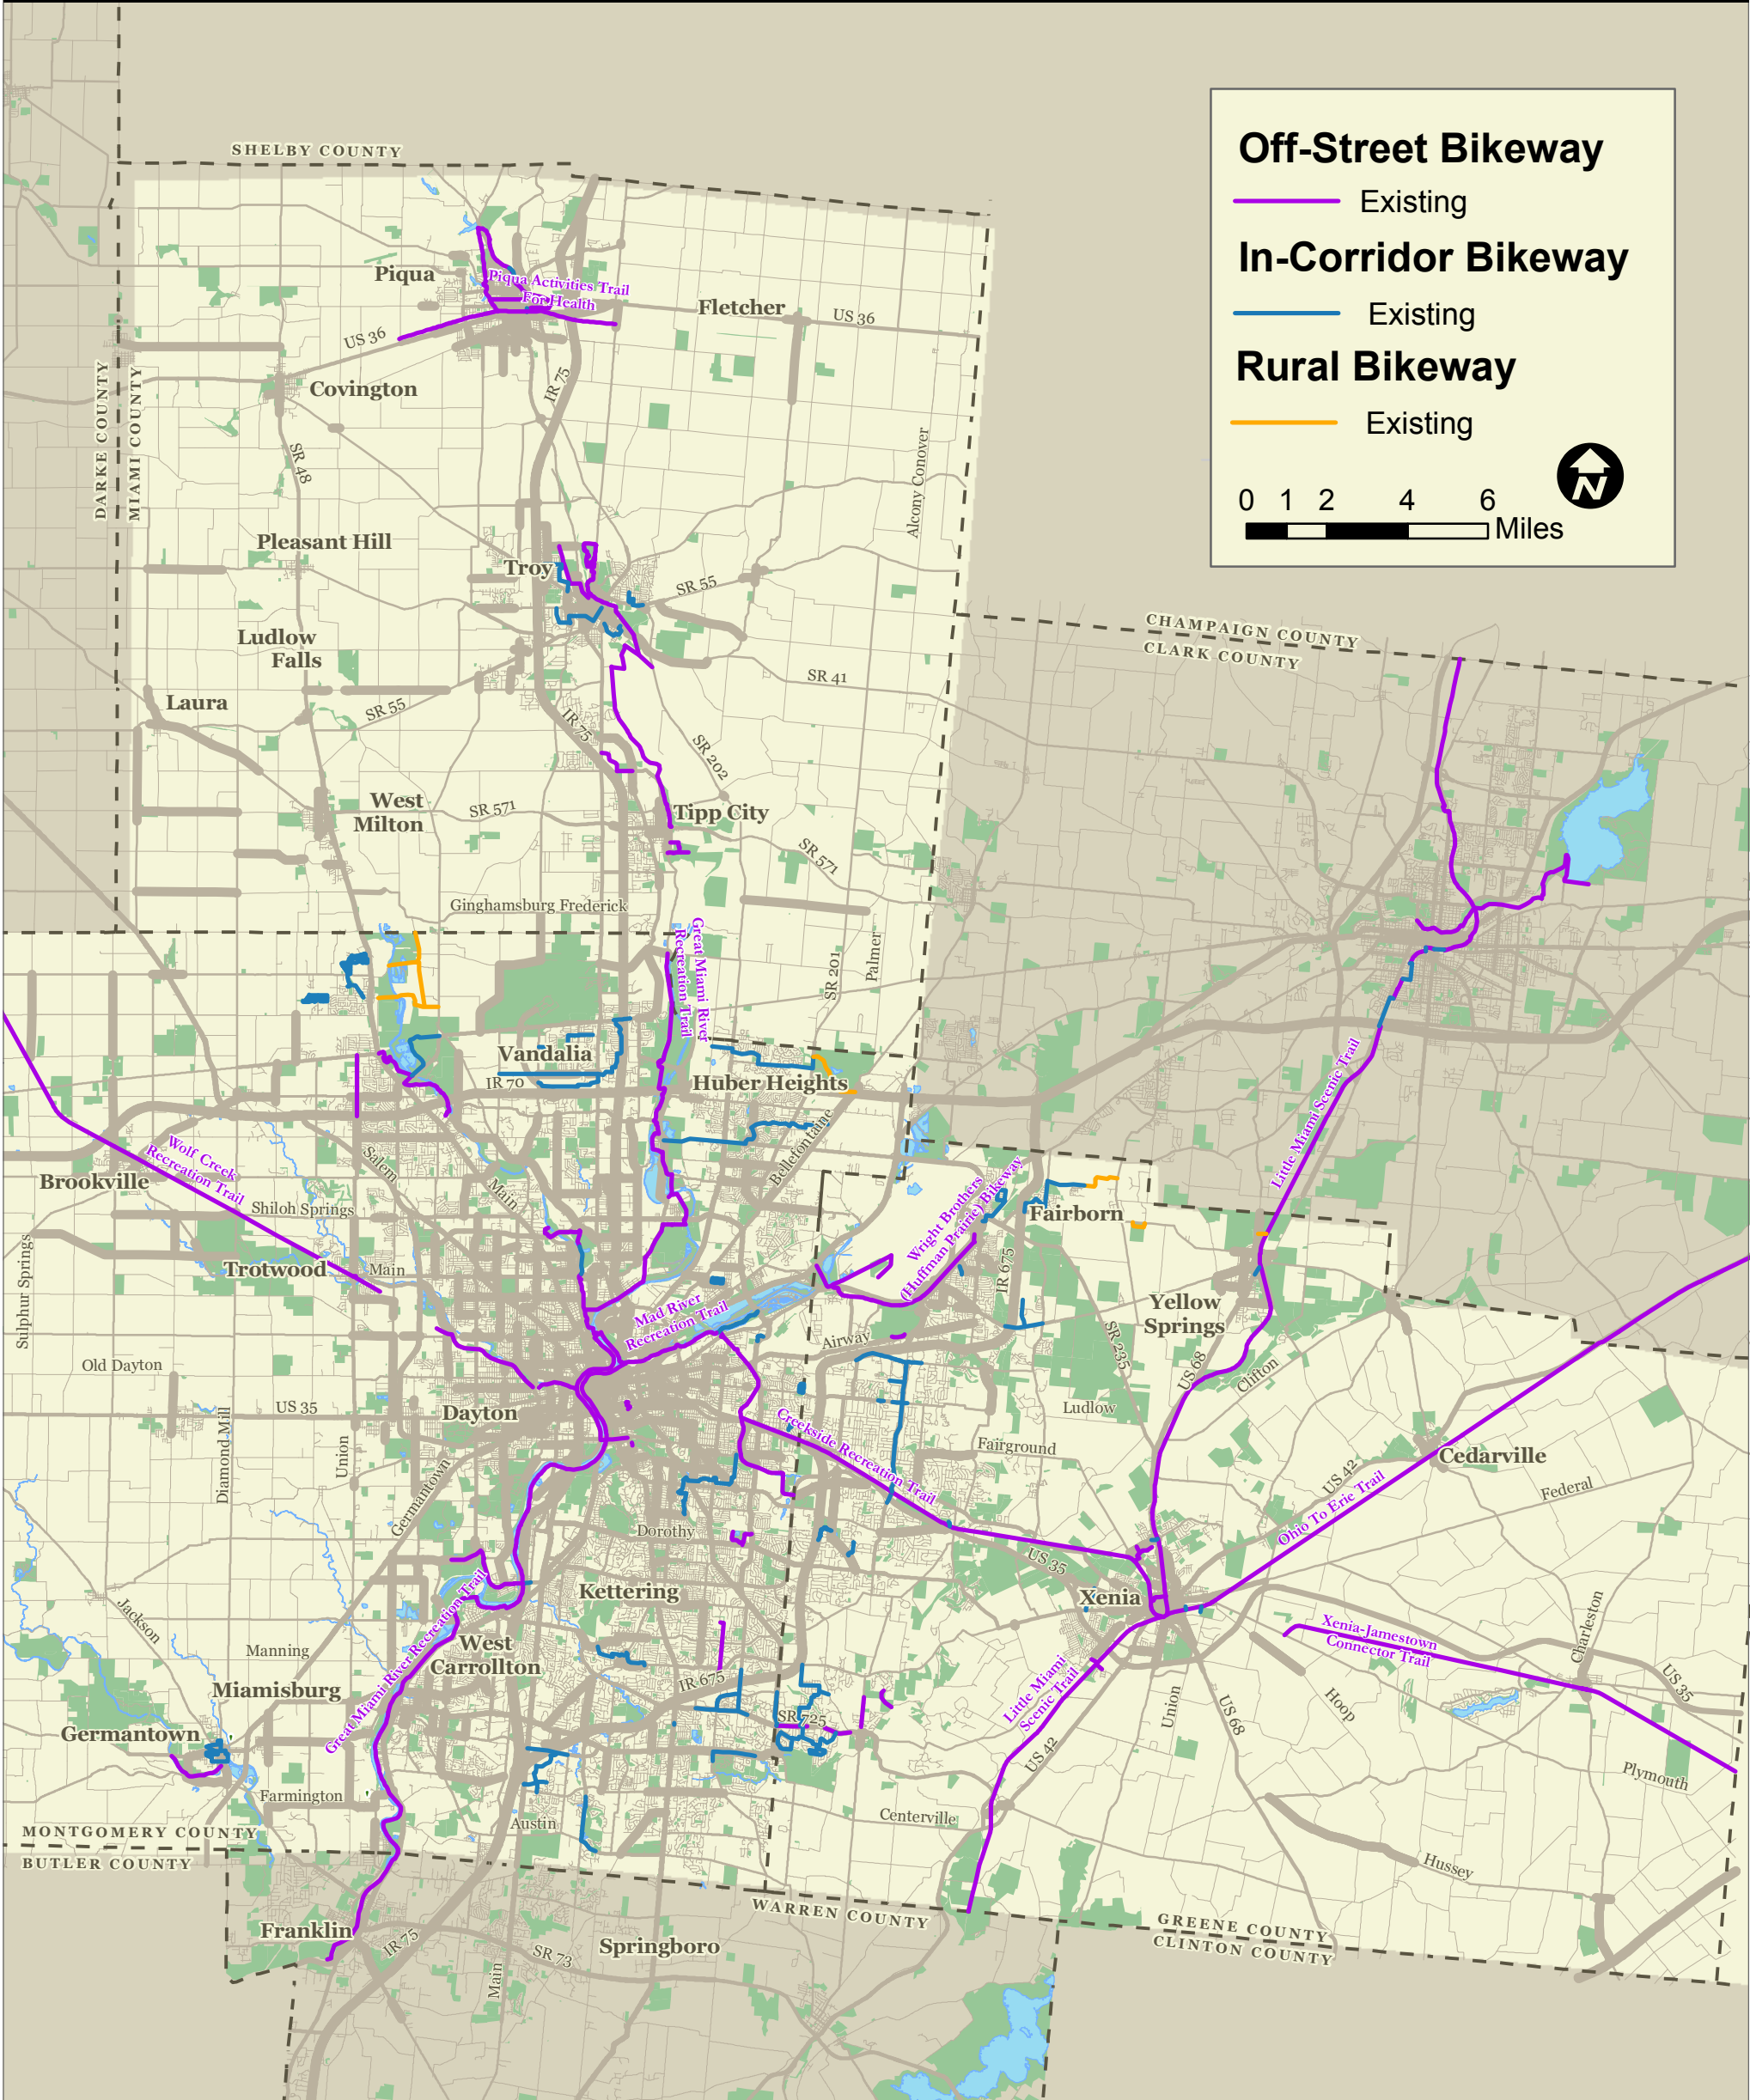 Off-Street Bikeway
Existing
In-Corridor Bikeway
Existing
Rural Bikeway
Existing
N
0 1 2 4 6
Miles
SHELBY COUNTY
DARKE COUNTY
MIAMI COUNTY
Piqua
Piqua Activities Trail
For Health
Fletcher
US 36
US 36
Covington
IR 75
SR 48
Alcony Conover
Pleasant Hill
Troy
SR 55
Ludlow
Falls
CHAMPAIGN COUNTY
CLARK COUNTY
SR 41
Laura
SR 55
IR 75
SR 202
West
Milton
SR 571
Tipp City
SR 571
Ginghamsburg Frederick
Great Miami River
Recreation Trail
SR 201
Palmer
Vandalia
IR 70
Huber Heights
Little Miami Scenic Trail
Wolf Creek
Recreation Trail
Salem
Main
Bellefontaine
Brookville
Shiloh Springs
Wright Brothers
(Huffman Prairie) Bikeway
Fairborn
Sulphur Springs
Trotwood
Main
IR 675
Mad River
Recreation Trail
Yellow
Springs
Airway
SR 235
US 68
Clifton
Old Dayton
US 35
Diamond Mill
Union
Dayton
Ludlow
Creekside Recreation Trail
Fairground
Cedarville
US 42
Federal
Ohio To Erie Trail
Germantown
Dorothy
US 35
Kettering
Xenia
Jackson
Great Miami River Recreation Trail
Manning
West
Carrollton
Xenia-Jamestown
Connector Trail
Charleston
US 35
Little Miami
Scenic Trail
IR 675
Miamisburg
Union
US 68
Hoop
SR 725
Germantown
US 42
Plymouth
Farmington
Austin
Centerville
MONTGOMERY COUNTY
BUTLER COUNTY
Hussey
WARREN COUNTY
GREENE COUNTY
CLINTON COUNTY
Franklin
IR 75
Springboro
SR 73
Main